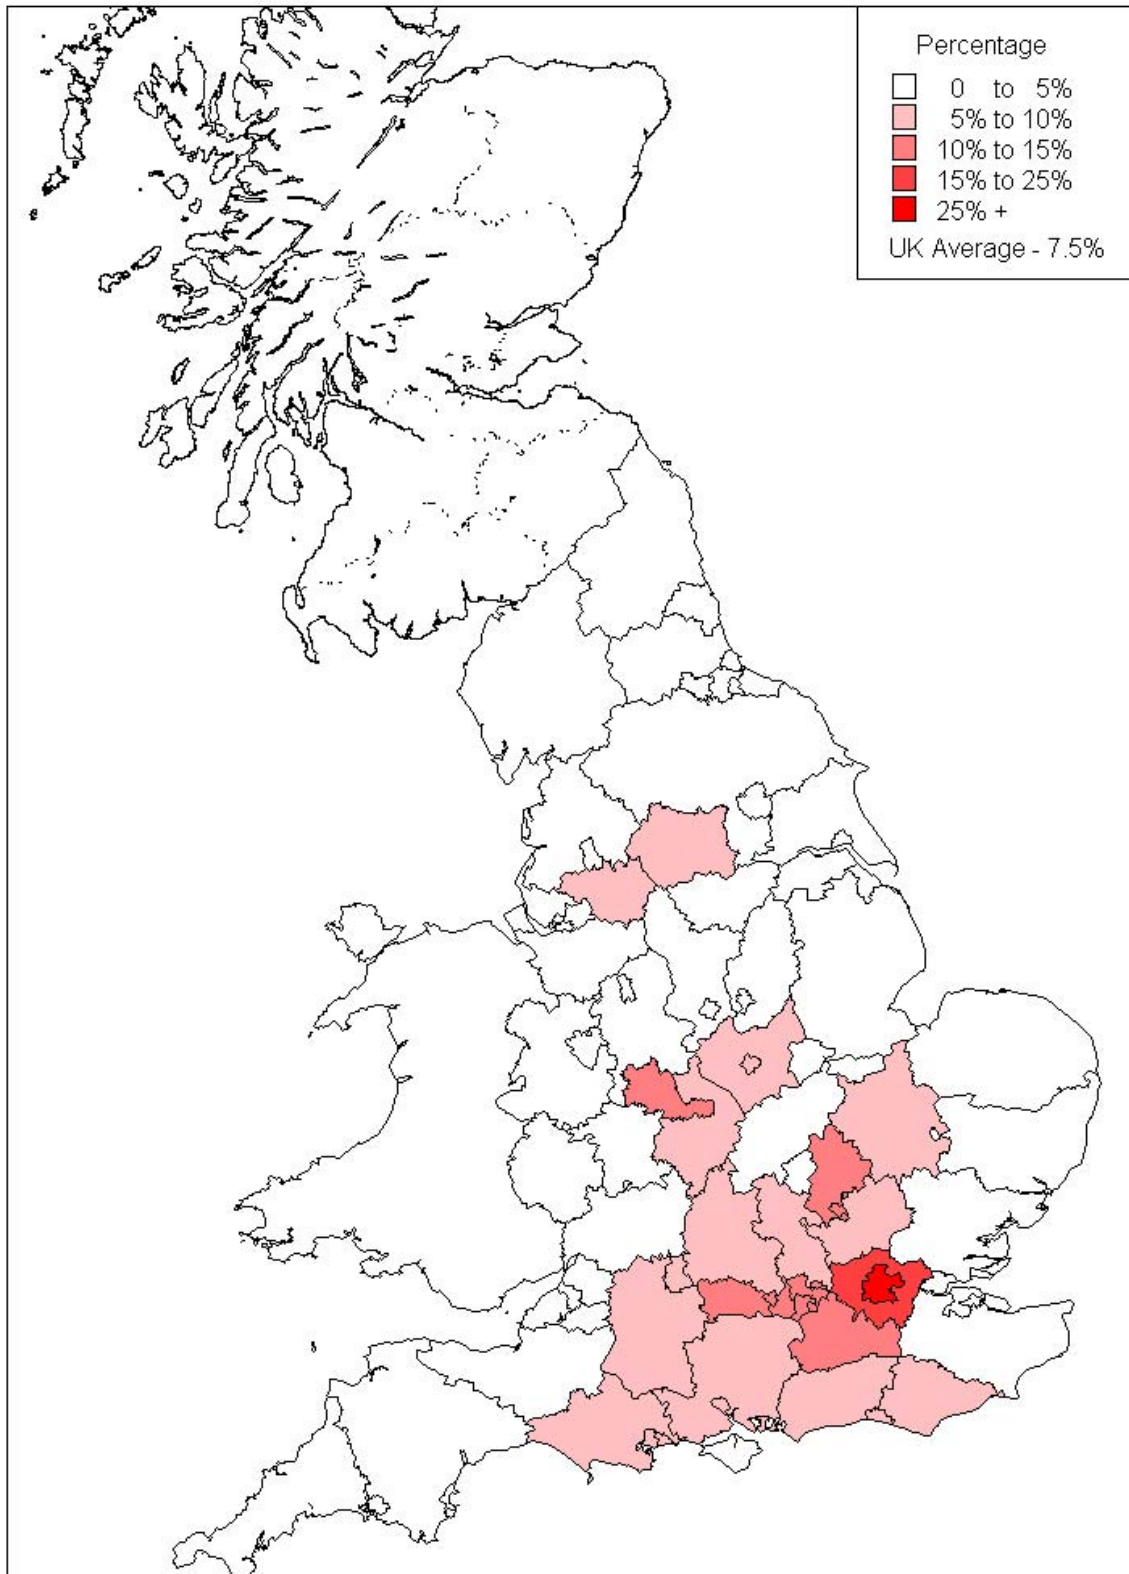 Percentage
0 to 5%
5% to 10%
10% to 15%
15% to 25%
25% +
UK Average - 7.5%